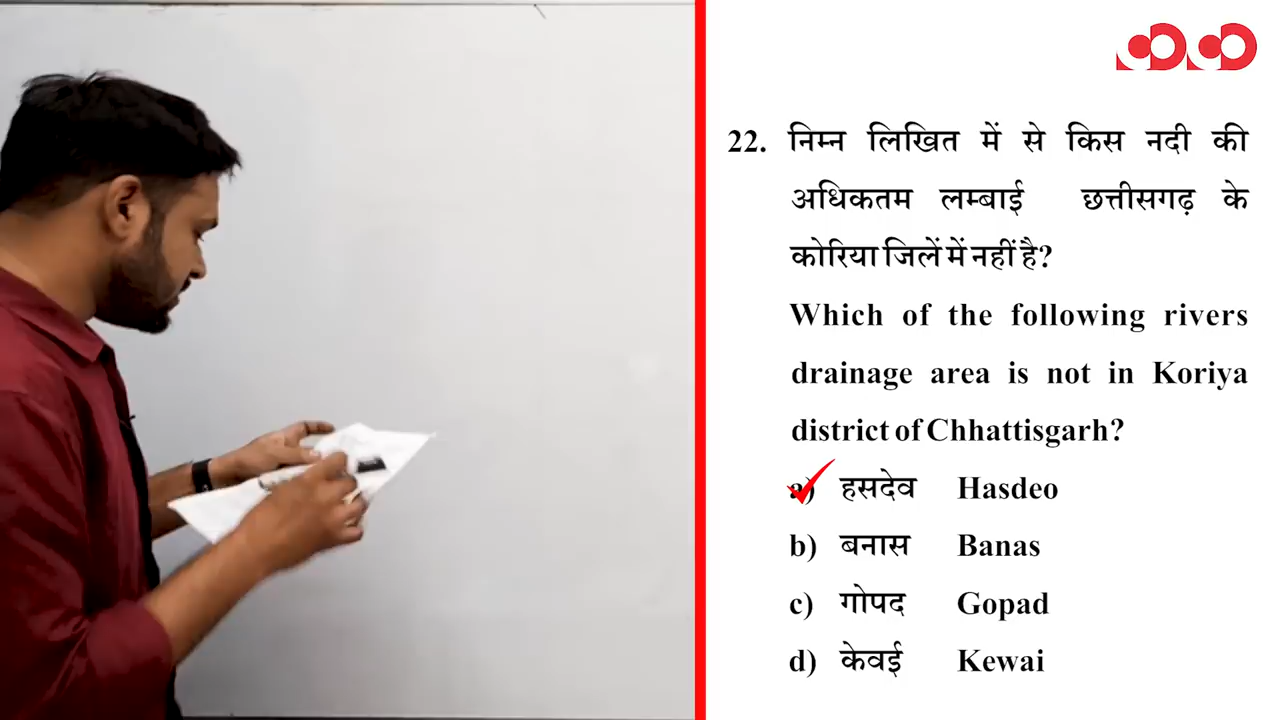 22. निम्न लिखित में से किस नदी की
अधिकतम लम्बाई छत्तीसगढ़ के
कोरिया जिलें में नहीं है?
Which of the following rivers
drainage area is not in Koriya
district of Chhattisgarh?
a) हसदेव Hasdeo
b) बनास Banas
c) गोपद Gopad
d) केवई Kewai